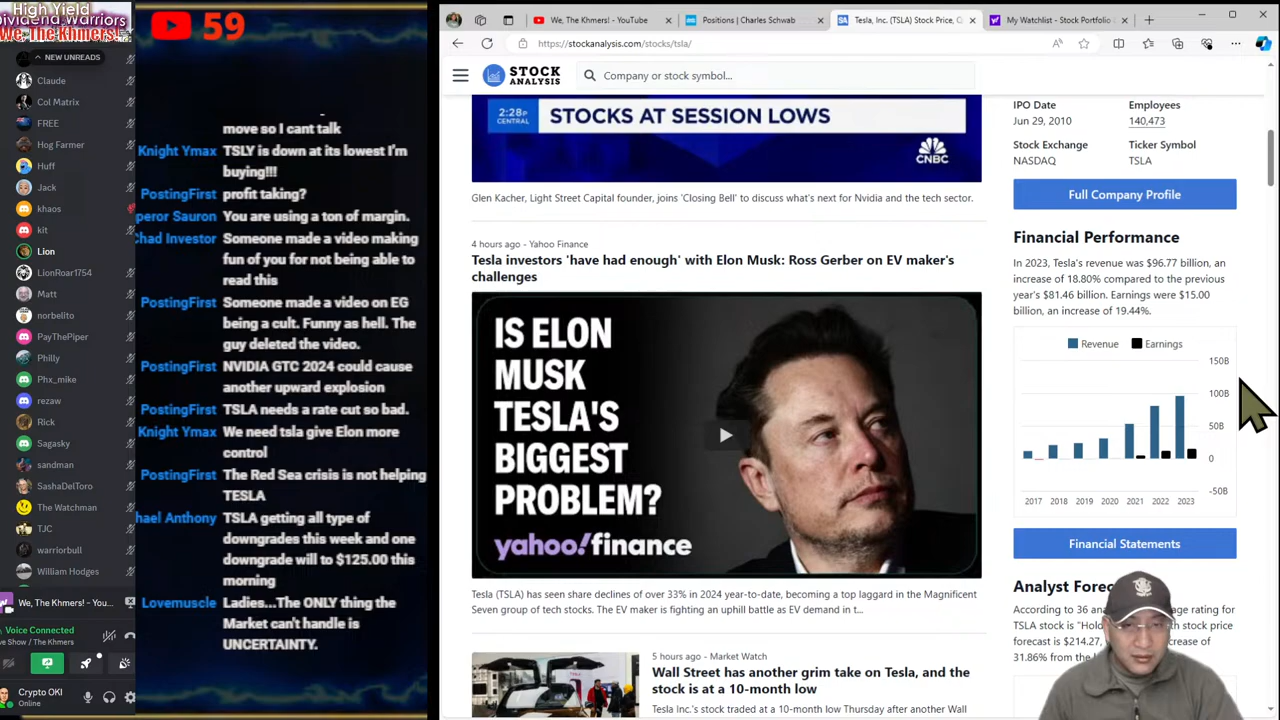 High Yield
Dividend Warriors
We, The Khmers!
NEW UNREADS
Claude
Col Matrix
FREE
Hog Farmer
Huff
Jack
khaos
kit
Lion
LionRoar1754
Matt
norbelito
PayThePiper
Philly
Phx_mike
rezaw
Rick
Sagasky
sandman
SashaDelToro
The Watchman
TJC
warriorbull
William Hodges
We, The Khmers! - You...
Voice Connected
ve Show / The Khmers
Crypto OKI
Online
59
move so I cant talk
Knight Ymax TSLY is down at its lowest I'm
buying!!!
PostingFirst profit taking?
peror Sauron You are using a ton of margin.
Chad Investor Someone made a video making
fun of you for not being able to
read this
PostingFirst Someone made a video on EG
being a cult. Funny as hell. The
guy deleted the video.
PostingFirst NVIDIA GTC 2024 could cause
another upward explosion
PostingFirst TSLA needs a rate cut so bad.
Knight Ymax We need tsla give Elon more
control
PostingFirst The Red Sea crisis is not helping
TESLA
hael Anthony TSLA getting all type of
downgrades this week and one
downgrade will to $125.00 this
morning
Lovemuscle Ladies...The ONLY thing the
Market can't handle is
UNCERTAINTY.
We, The Khmers! - YouTube
Positions | Charles Schwab
Tesla, Inc. (TSLA) Stock Price, Q
My Watchlist - Stock Portfolio
https://stockanalysis.com/stocks/tsla/
STOCK
ANALYSIS
Company or stock symbol...
2:28P
CENTRAL
STOCKS AT SESSION LOWS
CNBC
Glen Kacher, Light Street Capital founder, joins 'Closing Bell' to discuss what's next for Nvidia and the tech sector.
4 hours ago - Yahoo Finance
Tesla investors 'have had enough' with Elon Musk: Ross Gerber on EV maker's
challenges
IS ELON
MUSK
TESLA'S
BIGGEST
PROBLEM?
yahoo!finance
Tesla (TSLA) has seen share declines of over 33% in 2024 year-to-date, becoming a top laggard in the Magnificent
Seven group of tech stocks. The EV maker is fighting an uphill battle as EV demand in t...
5 hours ago - Market Watch
Wall Street has another grim take on Tesla, and the
stock is at a 10-month low
Tesla Inc.'s stock traded at a 10-month low Thursday after another Wall
IPO Date
Jun 29, 2010
Employees
140,473
Stock Exchange
NASDAQ
Ticker Symbol
TSLA
Full Company Profile
Financial Performance
In 2023, Tesla's revenue was $96.77 billion, an
increase of 18.80% compared to the previous
year's $81.46 billion. Earnings were $15.00
billion, an increase of 19.44%.
Revenue Earnings
150B
100B
50B
0
-50B
2017 2018 2019 2020 2021 2022 2023
Financial Statements
Analyst Fore
According to 36 ana age rating for
TSLA stock is "Hold h stock price
forecast is $214.27, rease of
31.86% from the